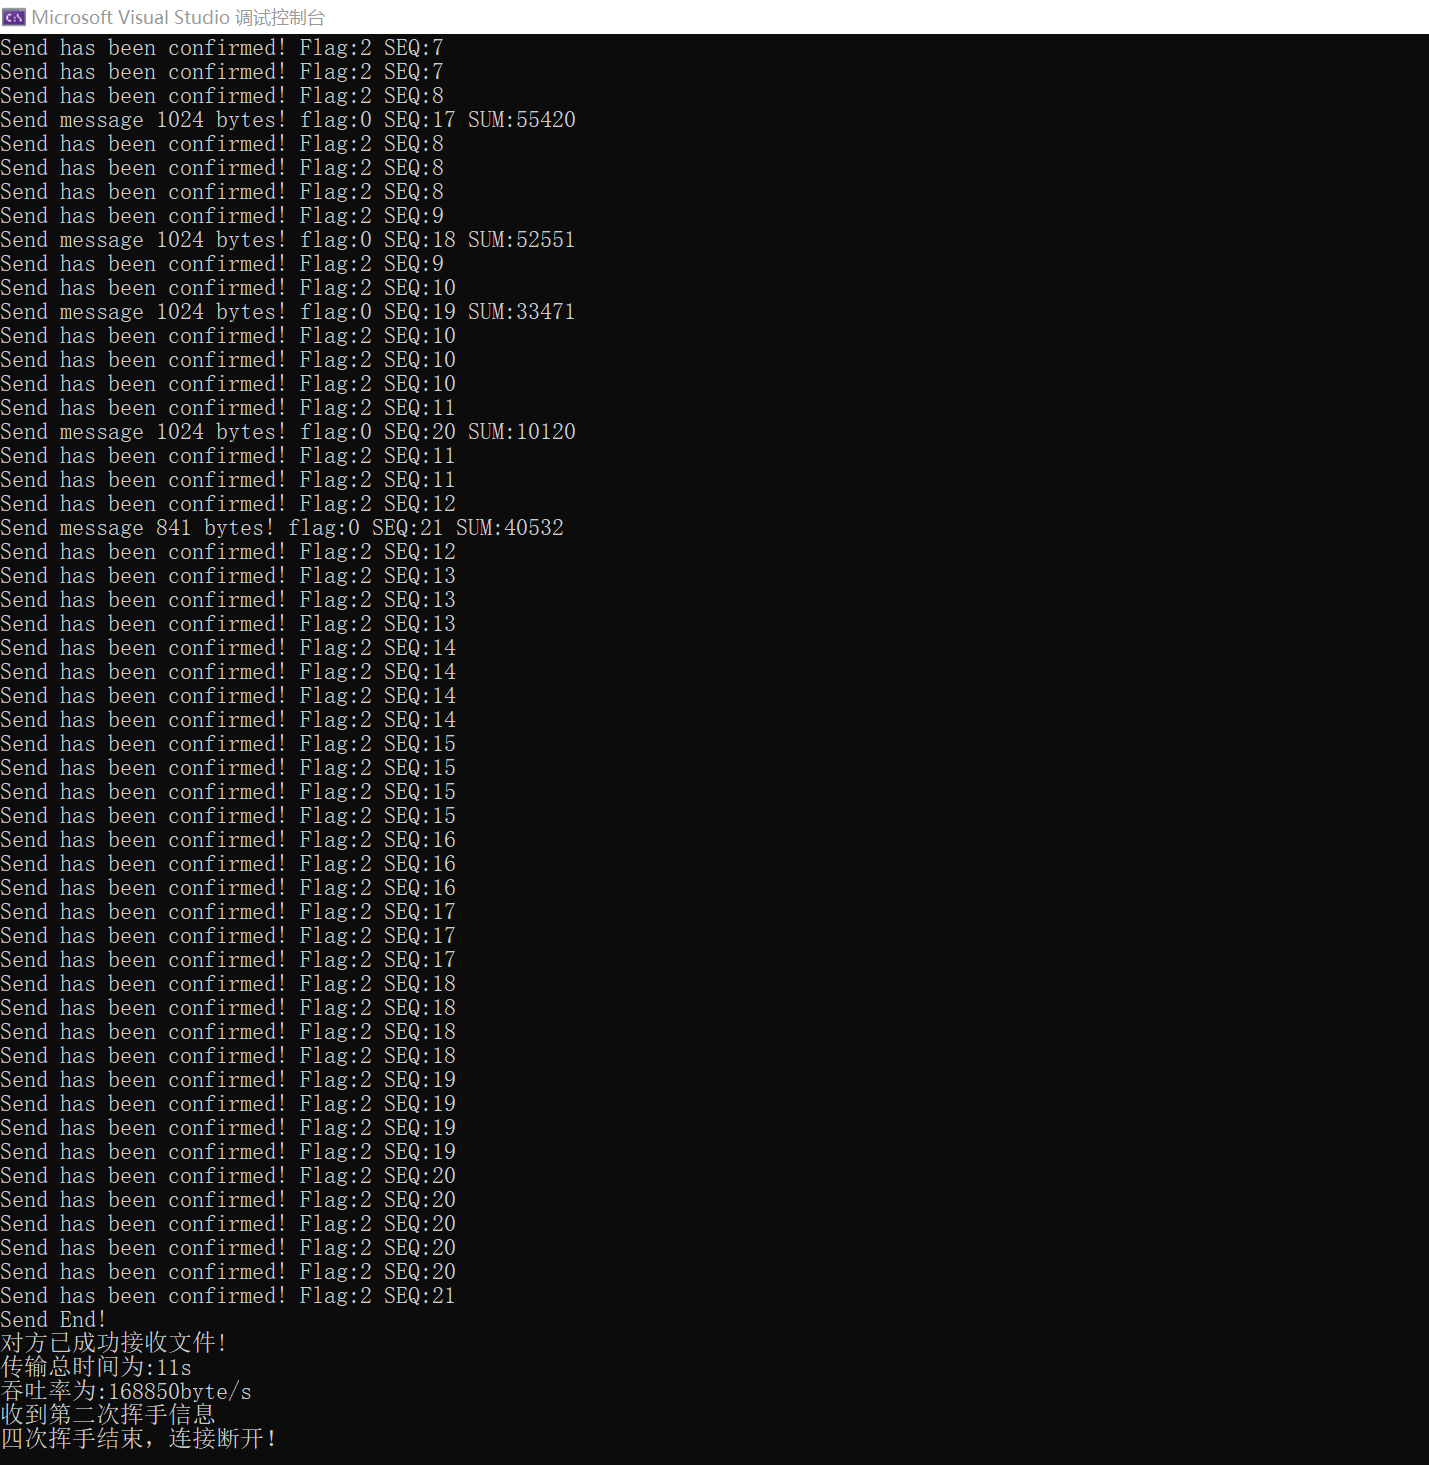 Microsoft Visual Studio 调试控制台
Send has been confirmed! Flag:2 SEQ:7
Send has been confirmed! Flag:2 SEQ:7
Send has been confirmed! Flag:2 SEQ:8
Send message 1024 bytes! flag:0 SEQ:17 SUM:55420
Send has been confirmed! Flag:2 SEQ:8
Send has been confirmed! Flag:2 SEQ:8
Send has been confirmed! Flag:2 SEQ:8
Send has been confirmed! Flag:2 SEQ:9
Send message 1024 bytes! flag:0 SEQ:18 SUM:52551
Send has been confirmed! Flag:2 SEQ:9
Send has been confirmed! Flag:2 SEQ:10
Send message 1024 bytes! flag:0 SEQ:19 SUM:33471
Send has been confirmed! Flag:2 SEQ:10
Send has been confirmed! Flag:2 SEQ:10
Send has been confirmed! Flag:2 SEQ:10
Send has been confirmed! Flag:2 SEQ:11
Send message 1024 bytes! flag:0 SEQ:20 SUM:10120
Send has been confirmed! Flag:2 SEQ:11
Send has been confirmed! Flag:2 SEQ:11
Send has been confirmed! Flag:2 SEQ:12
Send message 841 bytes! flag:0 SEQ:21 SUM:40532
Send has been confirmed! Flag:2 SEQ:12
Send has been confirmed! Flag:2 SEQ:13
Send has been confirmed! Flag:2 SEQ:13
Send has been confirmed! Flag:2 SEQ:13
Send has been confirmed! Flag:2 SEQ:14
Send has been confirmed! Flag:2 SEQ:14
Send has been confirmed! Flag:2 SEQ:14
Send has been confirmed! Flag:2 SEQ:14
Send has been confirmed! Flag:2 SEQ:15
Send has been confirmed! Flag:2 SEQ:15
Send has been confirmed! Flag:2 SEQ:15
Send has been confirmed! Flag:2 SEQ:15
Send has been confirmed! Flag:2 SEQ:16
Send has been confirmed! Flag:2 SEQ:16
Send has been confirmed! Flag:2 SEQ:16
Send has been confirmed! Flag:2 SEQ:17
Send has been confirmed! Flag:2 SEQ:17
Send has been confirmed! Flag:2 SEQ:17
Send has been confirmed! Flag:2 SEQ:18
Send has been confirmed! Flag:2 SEQ:18
Send has been confirmed! Flag:2 SEQ:18
Send has been confirmed! Flag:2 SEQ:18
Send has been confirmed! Flag:2 SEQ:19
Send has been confirmed! Flag:2 SEQ:19
Send has been confirmed! Flag:2 SEQ:19
Send has been confirmed! Flag:2 SEQ:19
Send has been confirmed! Flag:2 SEQ:20
Send has been confirmed! Flag:2 SEQ:20
Send has been confirmed! Flag:2 SEQ:20
Send has been confirmed! Flag:2 SEQ:20
Send has been confirmed! Flag:2 SEQ:20
Send has been confirmed! Flag:2 SEQ:21
Send End!
对方已成功接收文件!
传输总时间为:11s
吞吐率为:168850byte/s
收到第二次挥手信息
四次挥手结束，连接断开！